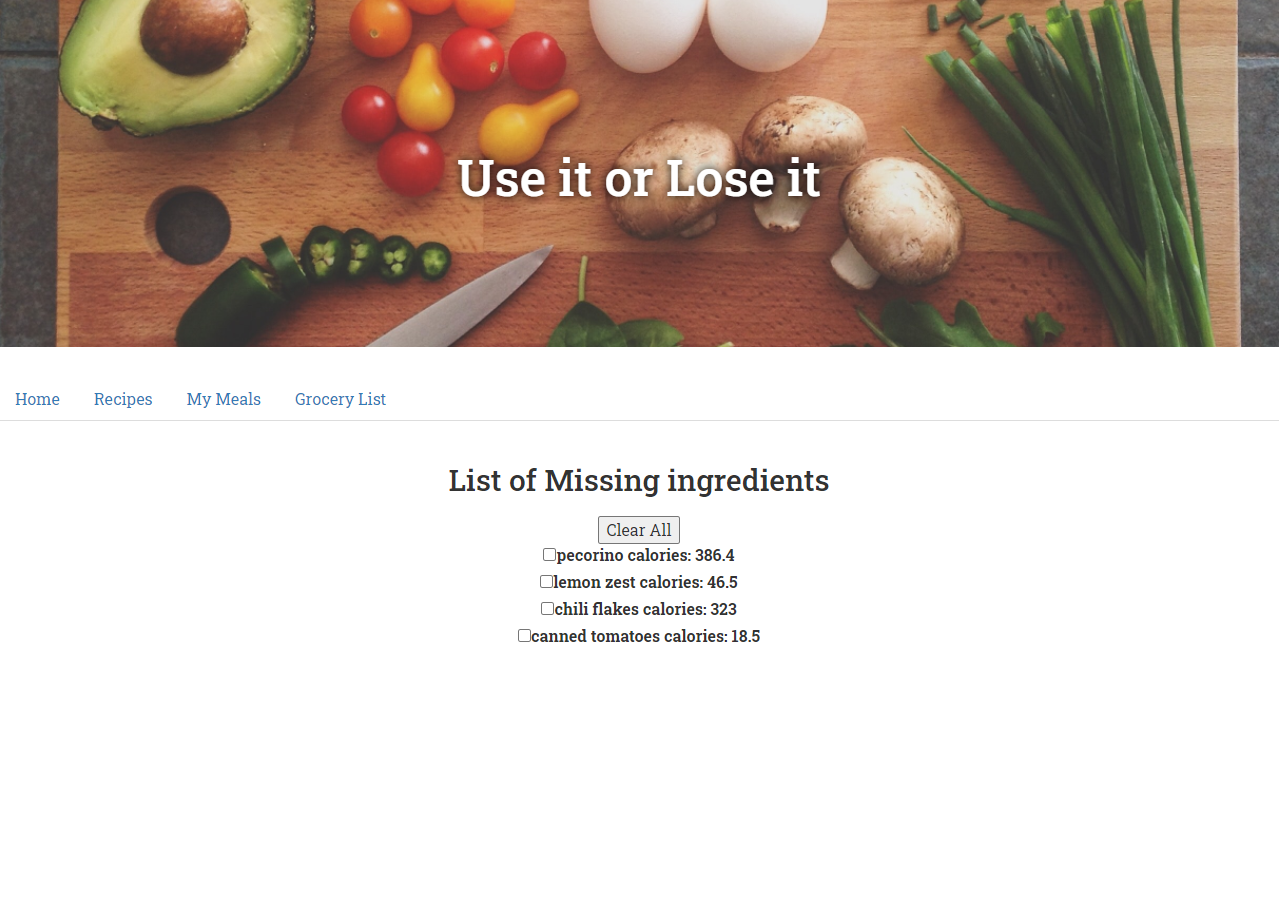 Use it or Lose it
Home Recipes My Meals Grocery List
List of Missing ingredients
Clear All
pecorino calories: 386.4
lemon zest calories: 46.5
chili flakes calories: 323
canned tomatoes calories: 18.5